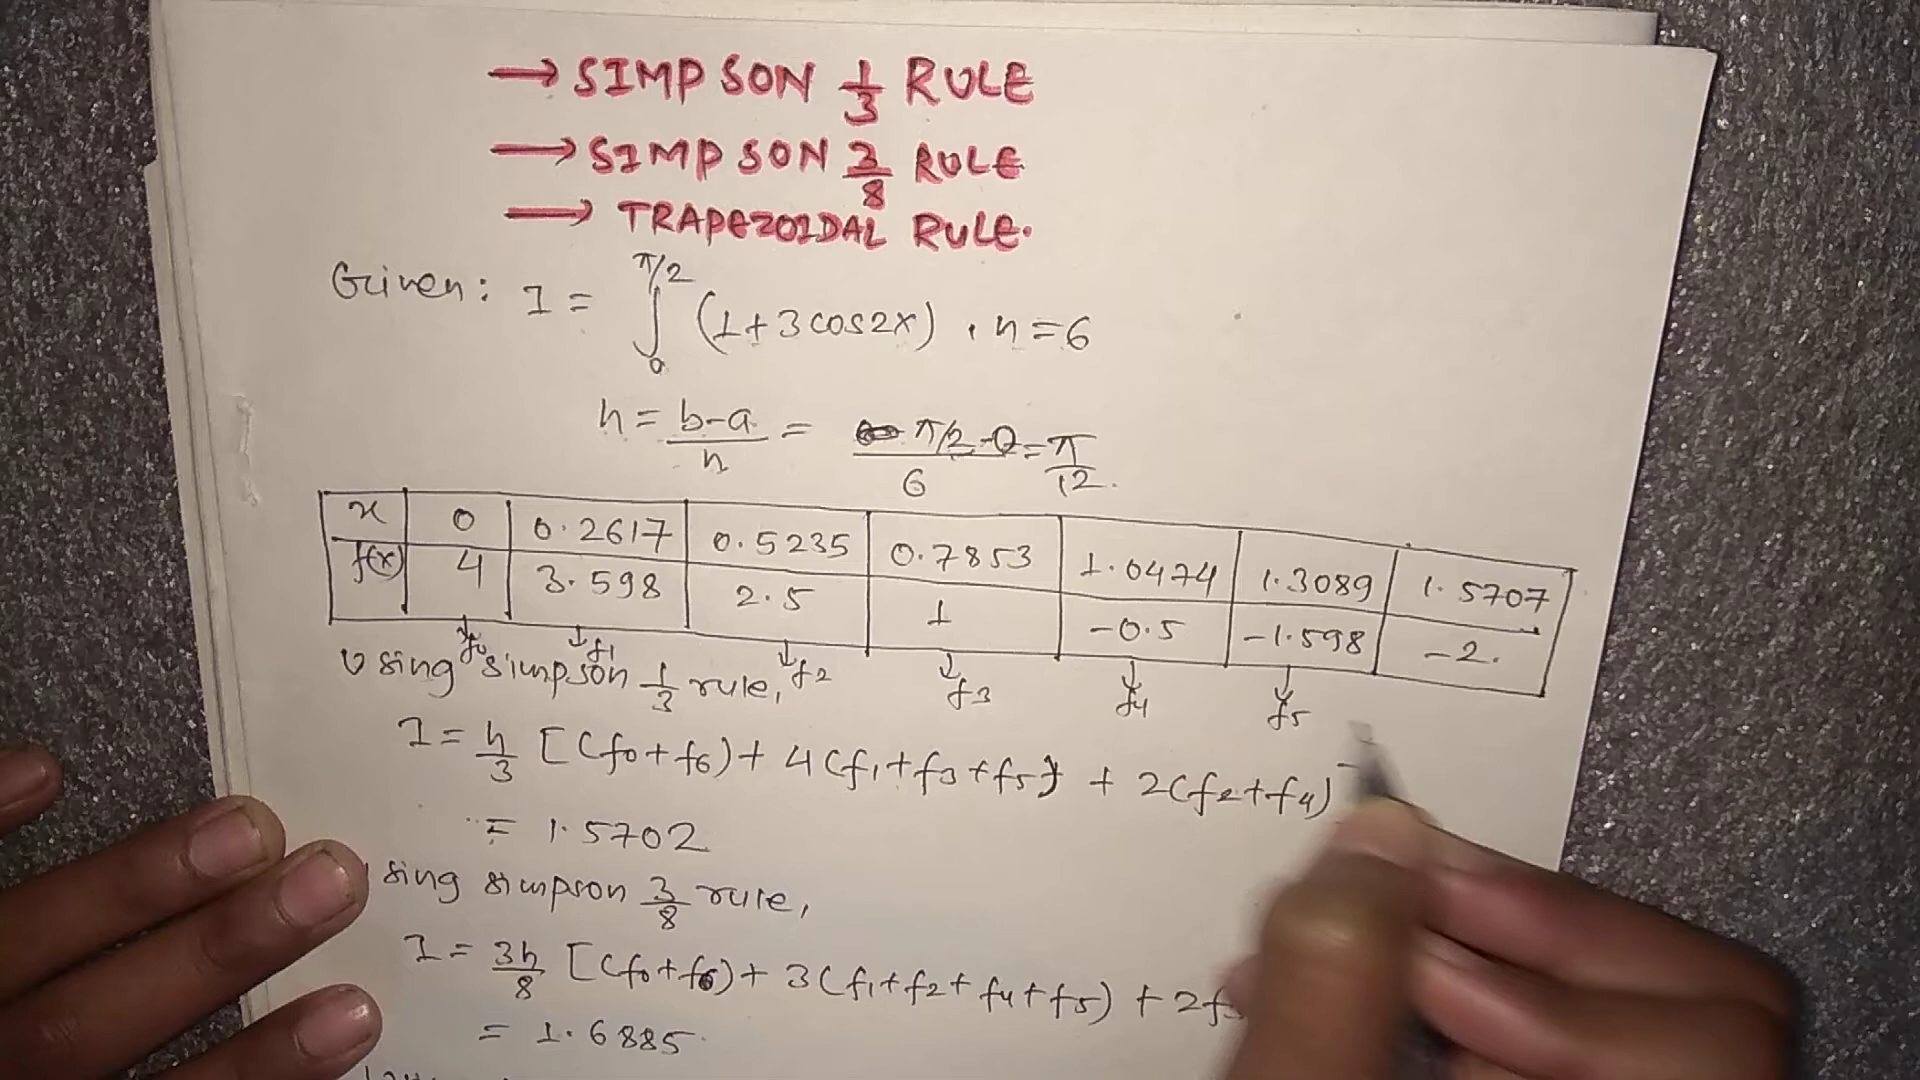 → SIMPSON 1/3 RULE
→ SIMPSON 3/8 RULE
→ TRAPEZOIDAL RULE.
Given: I = ∫₀^π/2 (1+3cos2x), n=6
h = b-a/n = π/2-0/6 = π/12.
x 0 0.2617 0.5235 0.7853 1.0474 1.3089 1.5707
f(x) 4 3.598 2.5 1 -0.5 -1.598 -2.
↓f0 ↓f1 ↓f2 ↓f3 ↓f4 ↓f5
Using simpson 1/3 rule,
I = h/3 [(f0+f6)+ 4(f1+f3+f5) + 2(f2+f4)
= 1.5702
sing simpson 3/8 rule,
I = 3h/8 [(f0+f6)+ 3(f1+f2+f4+f5) + 2f3
= 1.6885